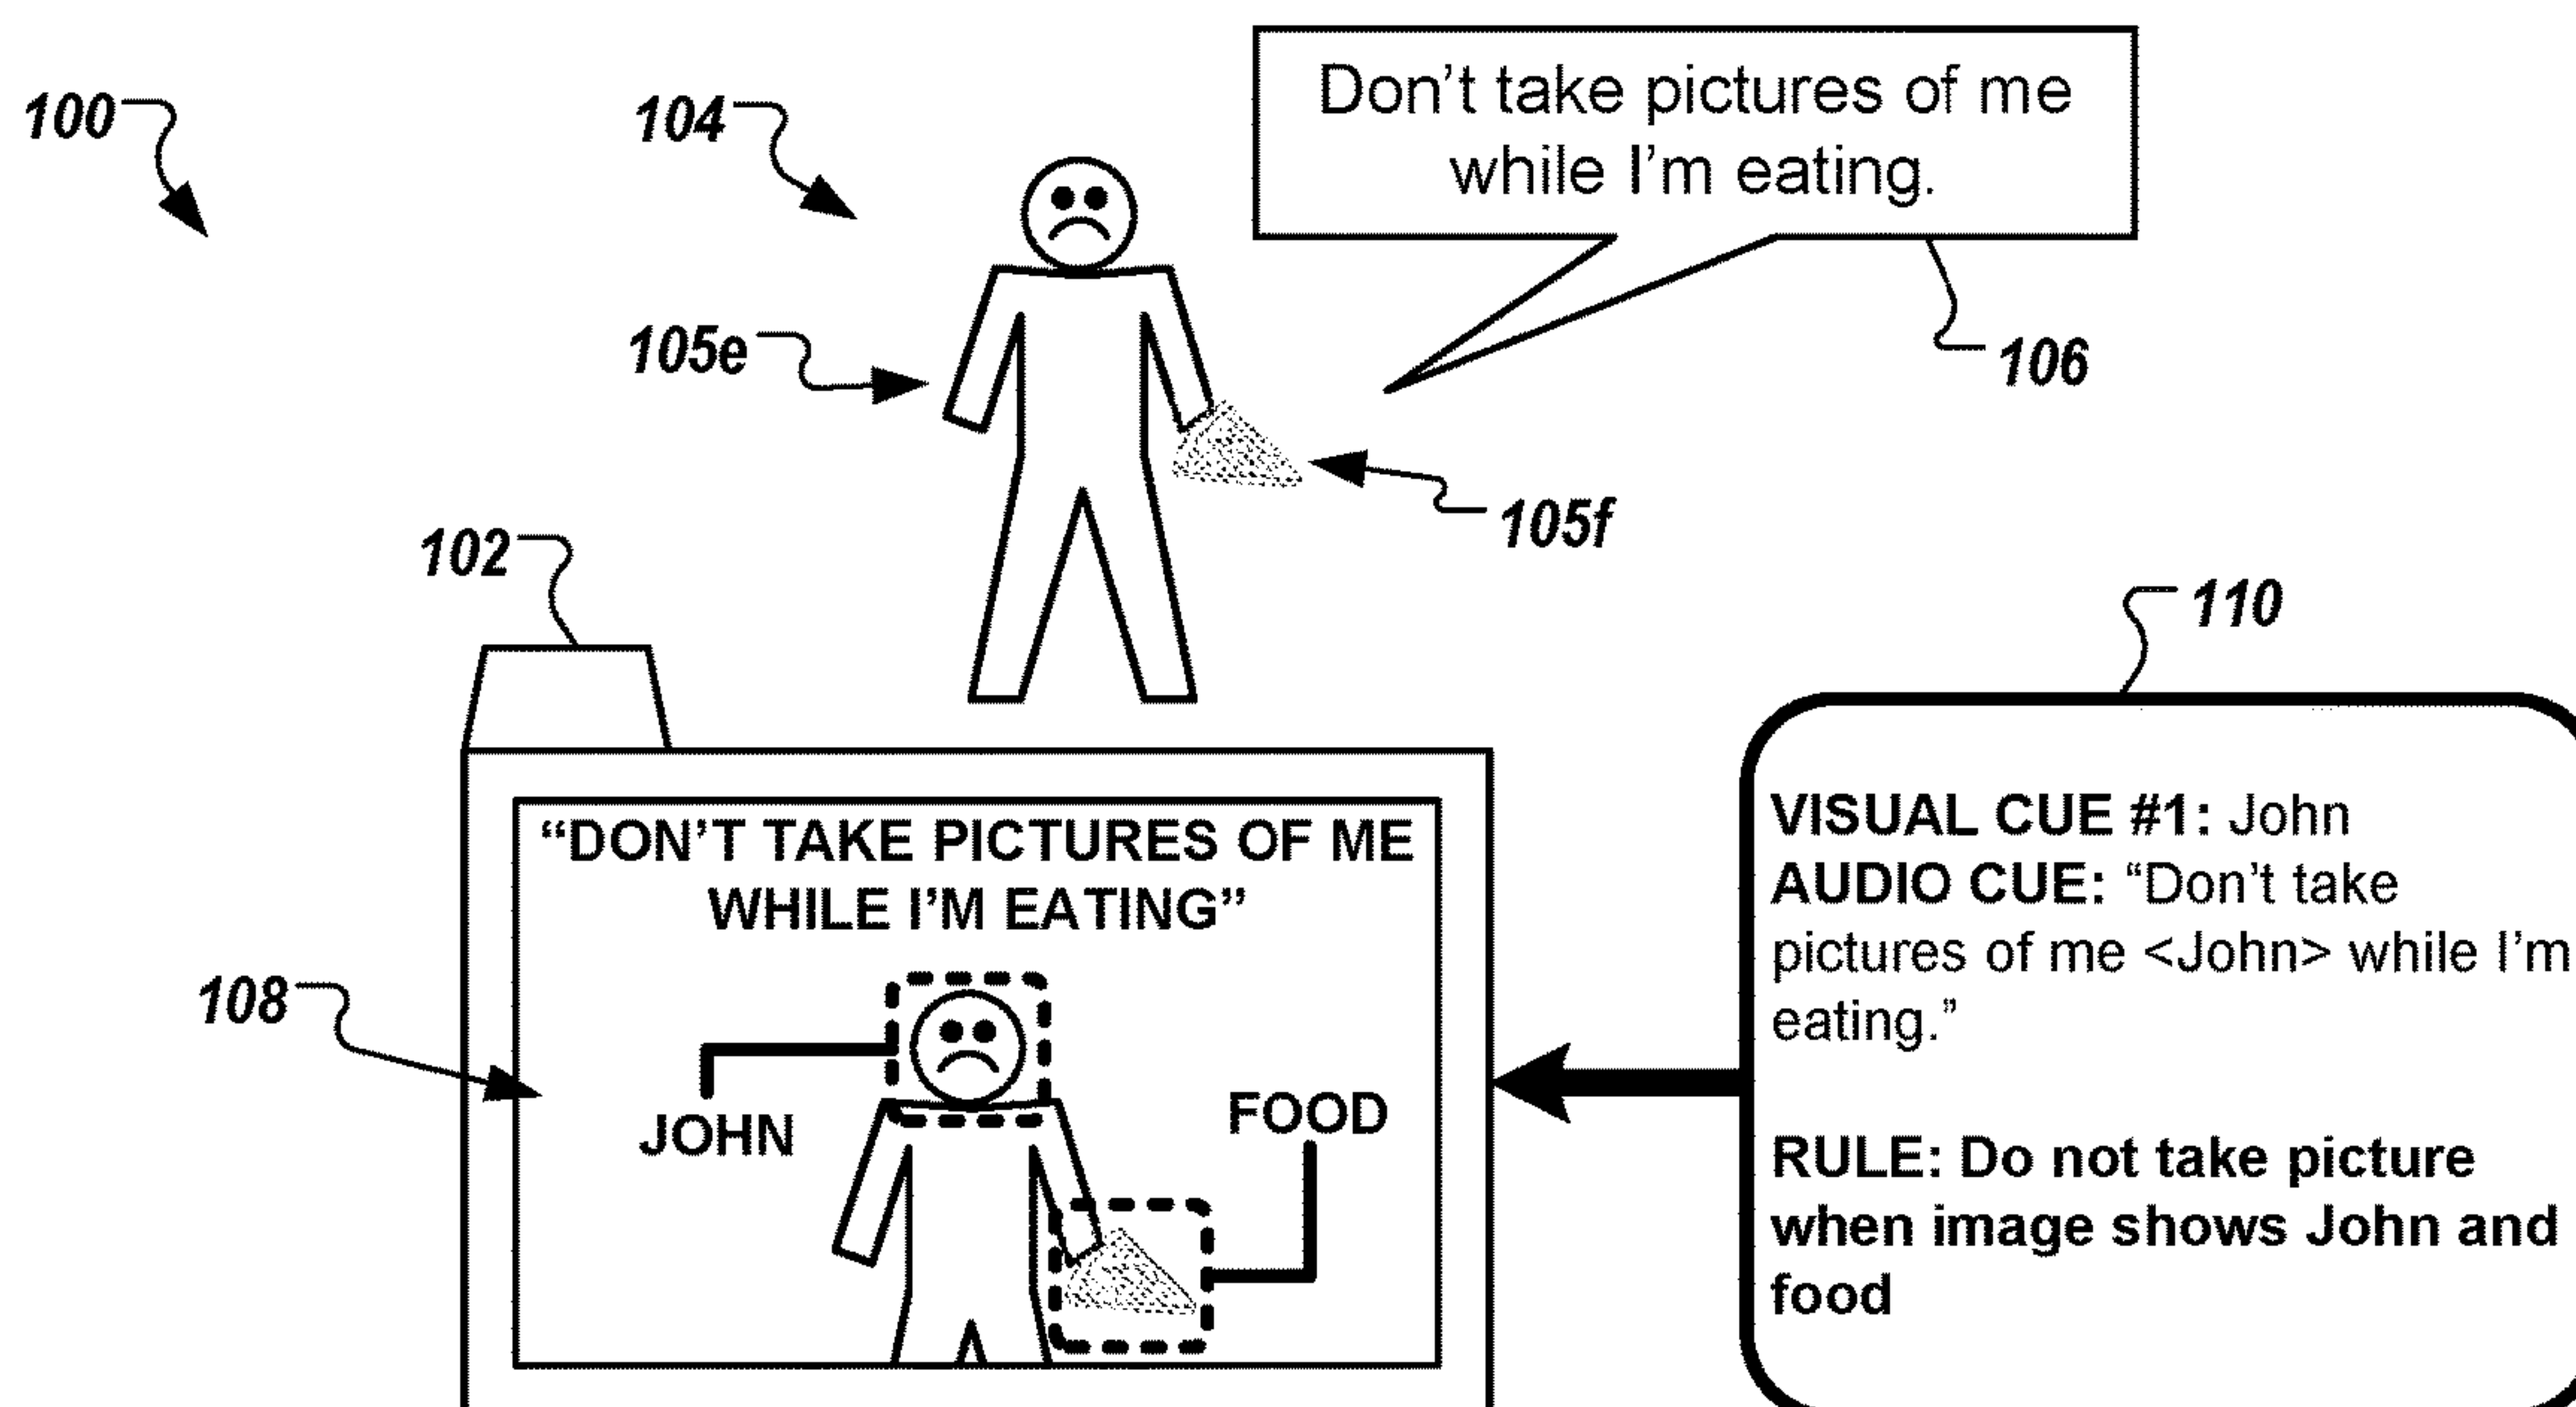 100
104
Don't take pictures of me
while I'm eating.
105e
106
105f
102
110
"DON'T TAKE PICTURES OF ME
WHILE I'M EATING"
108
JOHN
FOOD
VISUAL CUE #1: John
AUDIO CUE: “Don't take
pictures of me <John> while I'm
eating.”
RULE: Do not take picture
when image shows John and
food